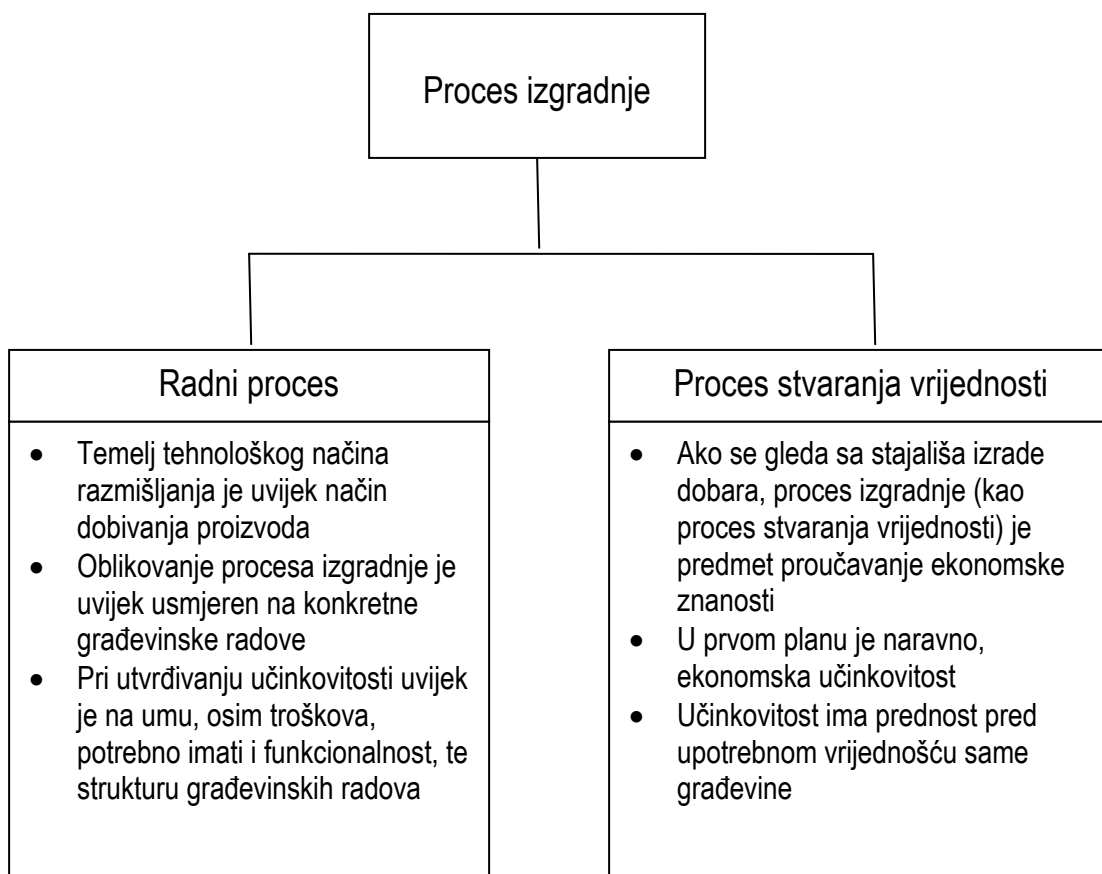 Proces izgradnje
Radni proces
• Temelj tehnološkog načina
razmišljanja je uvijek način
dobivanja proizvoda
• Oblikovanje procesa izgradnje je
uvijek usmjeren na konkretne
građevinske radove
• Pri utvrđivanju učinkovitosti uvijek
je na umu, osim troškova,
potrebno imati i funkcionalnost, te
strukturu građevinskih radova
Proces stvaranja vrijednosti
• Ako se gleda sa stajališa izrade
dobara, proces izgradnje (kao
proces stvaranja vrijednosti) je
predmet proučavanje ekonomske
znanosti
• U prvom planu je naravno,
ekonomska učinkovitost
• Učinkovitost ima prednost pred
upotrebnom vrijednošću same
građevine